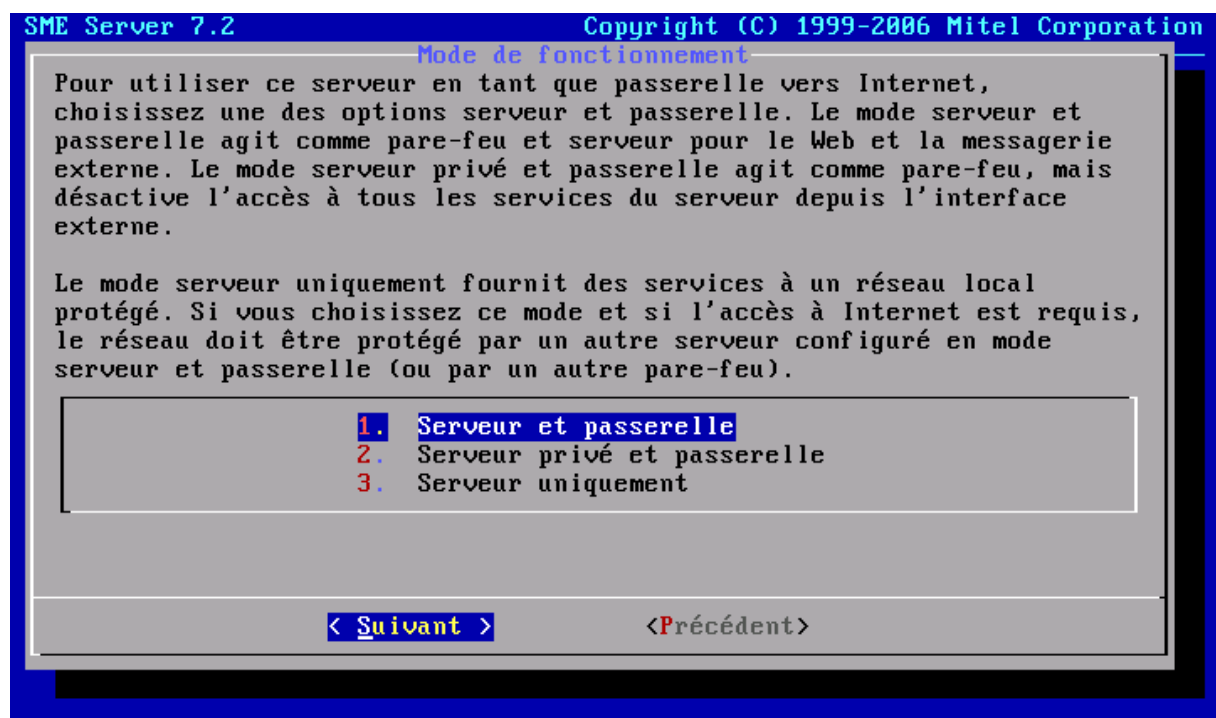 SME Server 7.2 Copyright (C) 1999-2006 Mitel Corporation
Mode de fonctionnement
Pour utiliser ce serveur en tant que passerelle vers Internet,
choisissez une des options serveur et passerelle. Le mode serveur et
passerelle agit comme pare-feu et serveur pour le Web et la messagerie
externe. Le mode serveur privé et passerelle agit comme pare-feu, mais
désactive l'accès à tous les services du serveur depuis l'interface
externe.
Le mode serveur uniquement fournit des services à un réseau local
protégé. Si vous choisissez ce mode et si l'accès à Internet est requis,
le réseau doit être protégé par un autre serveur configuré en mode
serveur et passerelle (ou par un autre pare-feu).
1. Serveur et passerelle
2. Serveur privé et passerelle
3. Serveur uniquement
< Suivant > <Précédent>